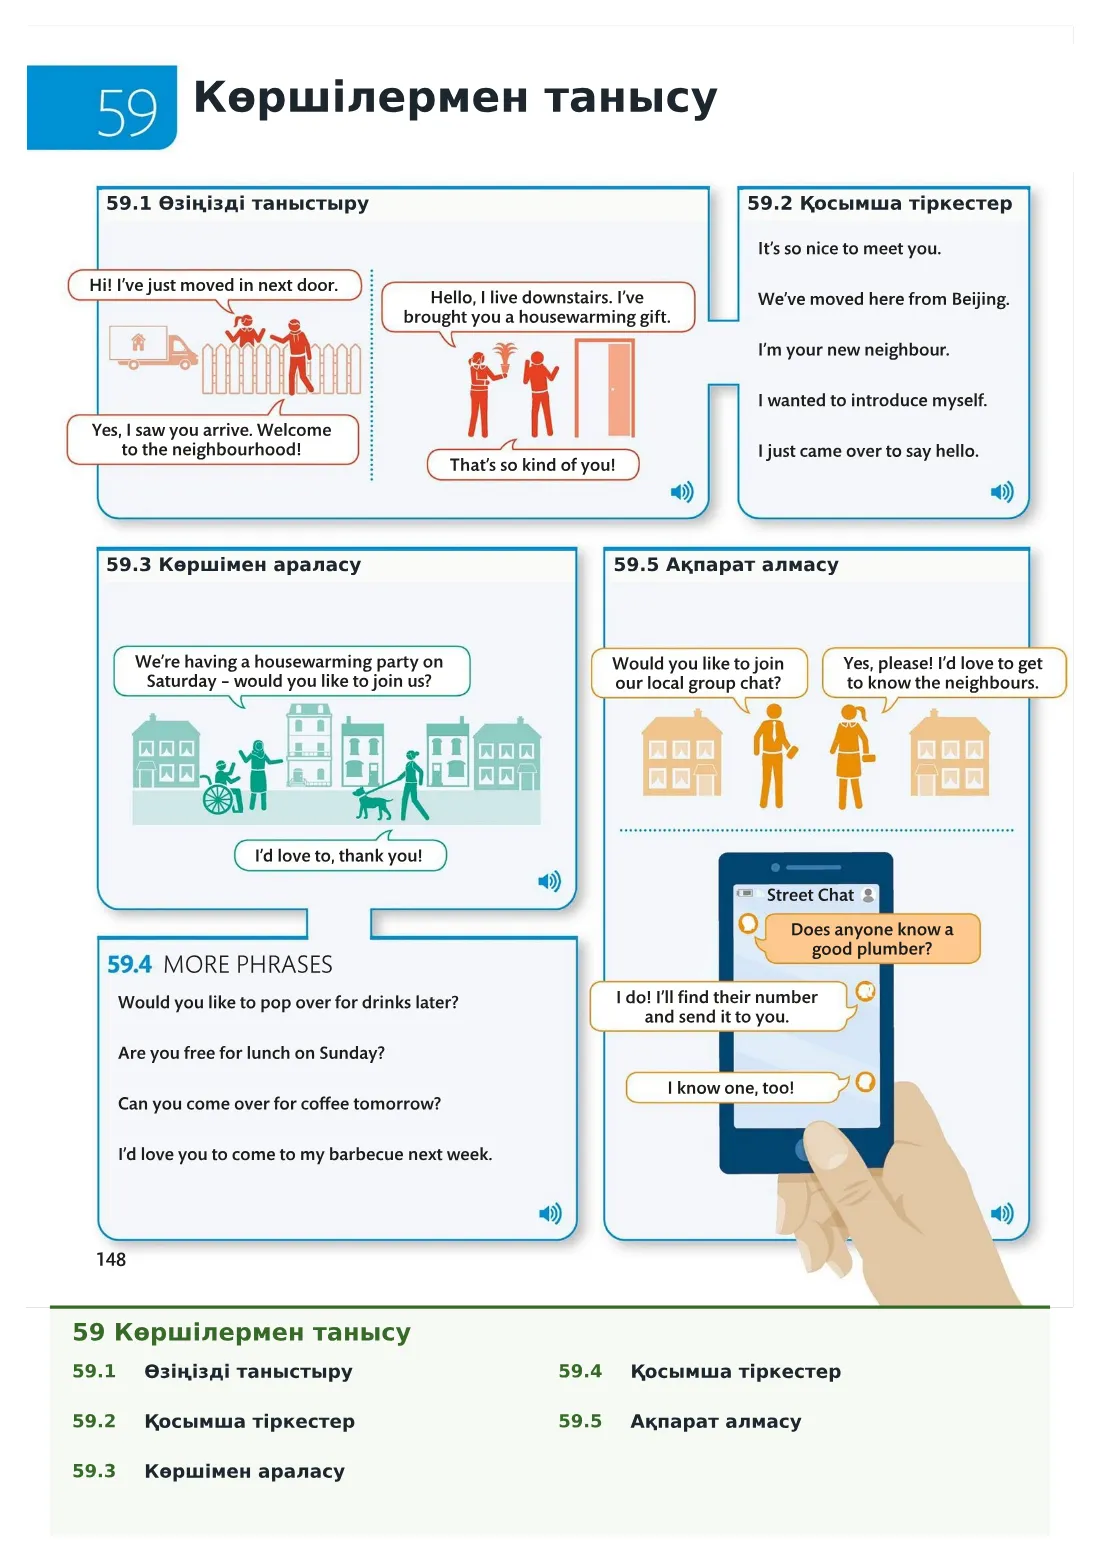 59
Көршілермен танысу
59.1 Өзіңізді таныстыру
Hi! I've just moved in next door.
Yes, I saw you arrive. Welcome
to the neighbourhood!
Hello, I live downstairs. I've
brought you a housewarming gift.
That's so kind of you!
59.2 Қосымша тіркестер
It's so nice to meet you.
We've moved here from Beijing.
I'm your new neighbour.
I wanted to introduce myself.
I just came over to say hello.
59.3 Көршімен араласу
We're having a housewarming party on
Saturday – would you like to join us?
I'd love to, thank you!
59.4 MORE PHRASES
Would you like to pop over for drinks later?
Are you free for lunch on Sunday?
Can you come over for coffee tomorrow?
I'd love you to come to my barbecue next week.
59.5 Ақпарат алмасу
Would you like to join
our local group chat?
Yes, please! I'd love to get
to know the neighbours.
Street Chat
Does anyone know a
good plumber?
I do! I'll find their number
and send it to you.
I know one, too!
148
59 Көршілермен танысу
59.1 Өзіңізді таныстыру
59.2 Қосымша тіркестер
59.3 Көршімен араласу
59.4 Қосымша тіркестер
59.5 Ақпарат алмасу